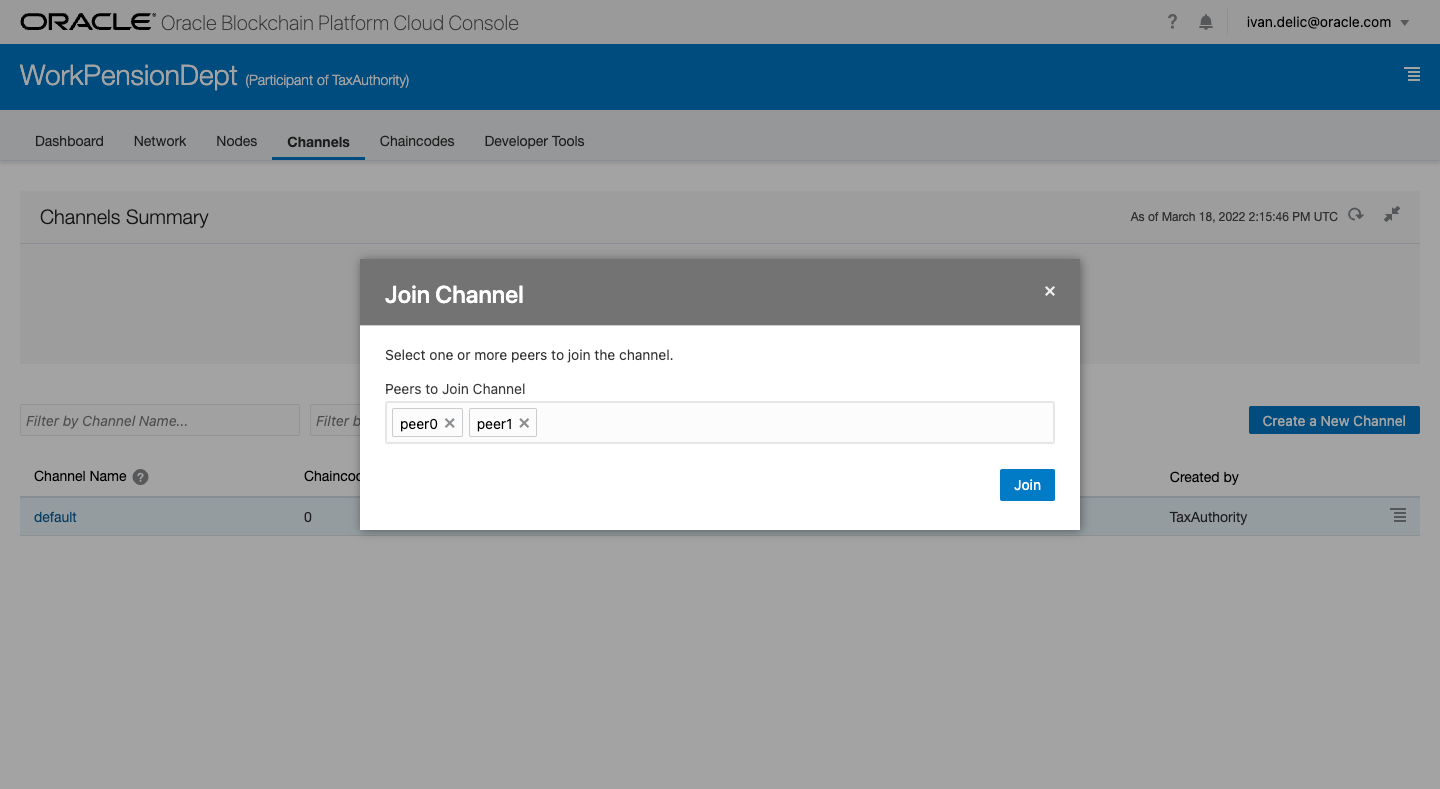 ORACLE® Oracle Blockchain Platform Cloud Console ? ivan.delic@oracle.com
WorkPensionDept (Participant of TaxAuthority)
Dashboard Network Nodes Channels Chaincodes Developer Tools
Channels Summary As of March 18, 2022 2:15:46 PM UTC
Join Channel ×
Select one or more peers to join the channel.
Peers to Join Channel
peer0 × peer1 ×
Filter by Channel Name... Filter b Create a New Channel
Channel Name ? Chaincod Created by
Join
default 0 TaxAuthority